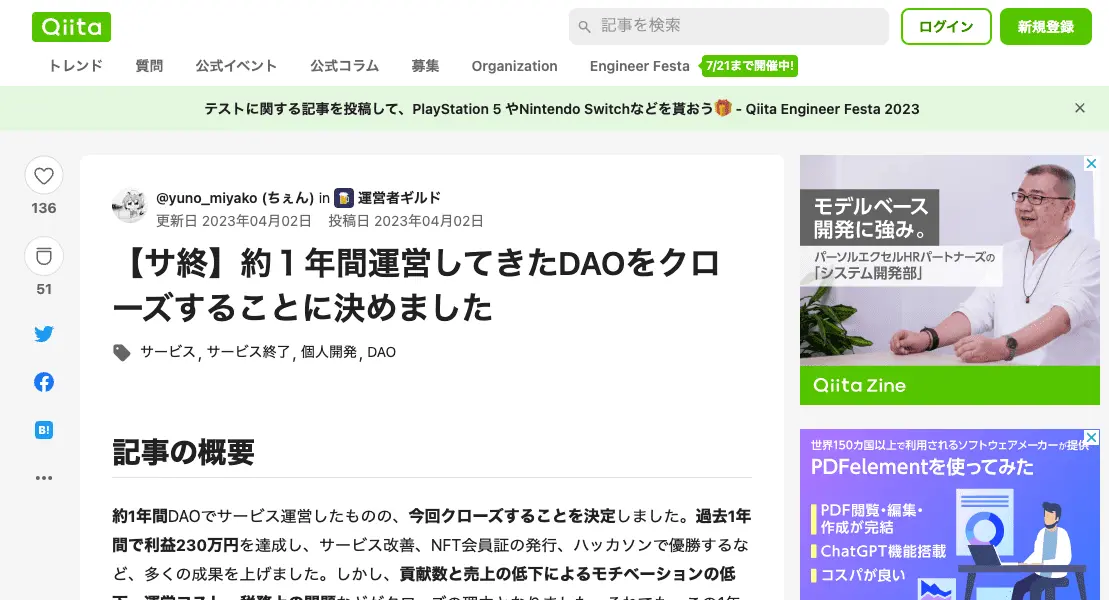 Qiita
記事を検索
ログイン
新規登録
トレンド
質問
公式イベント
公式コラム
募集
Organization
Engineer Festa
7/21まで開催中!
テストに関する記事を投稿して、PlayStation 5 やNintendo Switchなどを貰おう🎁 - Qiita Engineer Festa 2023
136
51
B!
@yuno_miyako (ちぇん) in 運営者ギルド
更新日 2023年04月02日 投稿日 2023年04月02日
【サ終】約１年間運営してきたDAOをクロ
ーズすることに決めました
サービス, サービス終了, 個人開発, DAO
記事の概要
約1年間DAOでサービス運営したものの、今回クローズすることを決定しました。過去1年
間で利益230万円を達成し、サービス改善、NFT会員証の発行、ハッカソンで優勝するな
ど、多くの成果を上げました。しかし、貢献数と売上の低下によるモチベーションの低
下、運営コスト、税務上の問題などがクローズの理由となりました。それでも、この1年
モデルベース
開発に強み。
パーソルエクセルHRパートナーズの
「システム開発部」
Qiita Zine
世界150カ国以上で利用されるソフトウェアメーカーが提供
PDFelementを使ってみた
PDF閲覧・編集・
作成が完結
ChatGPT機能搭載
コスパが良い